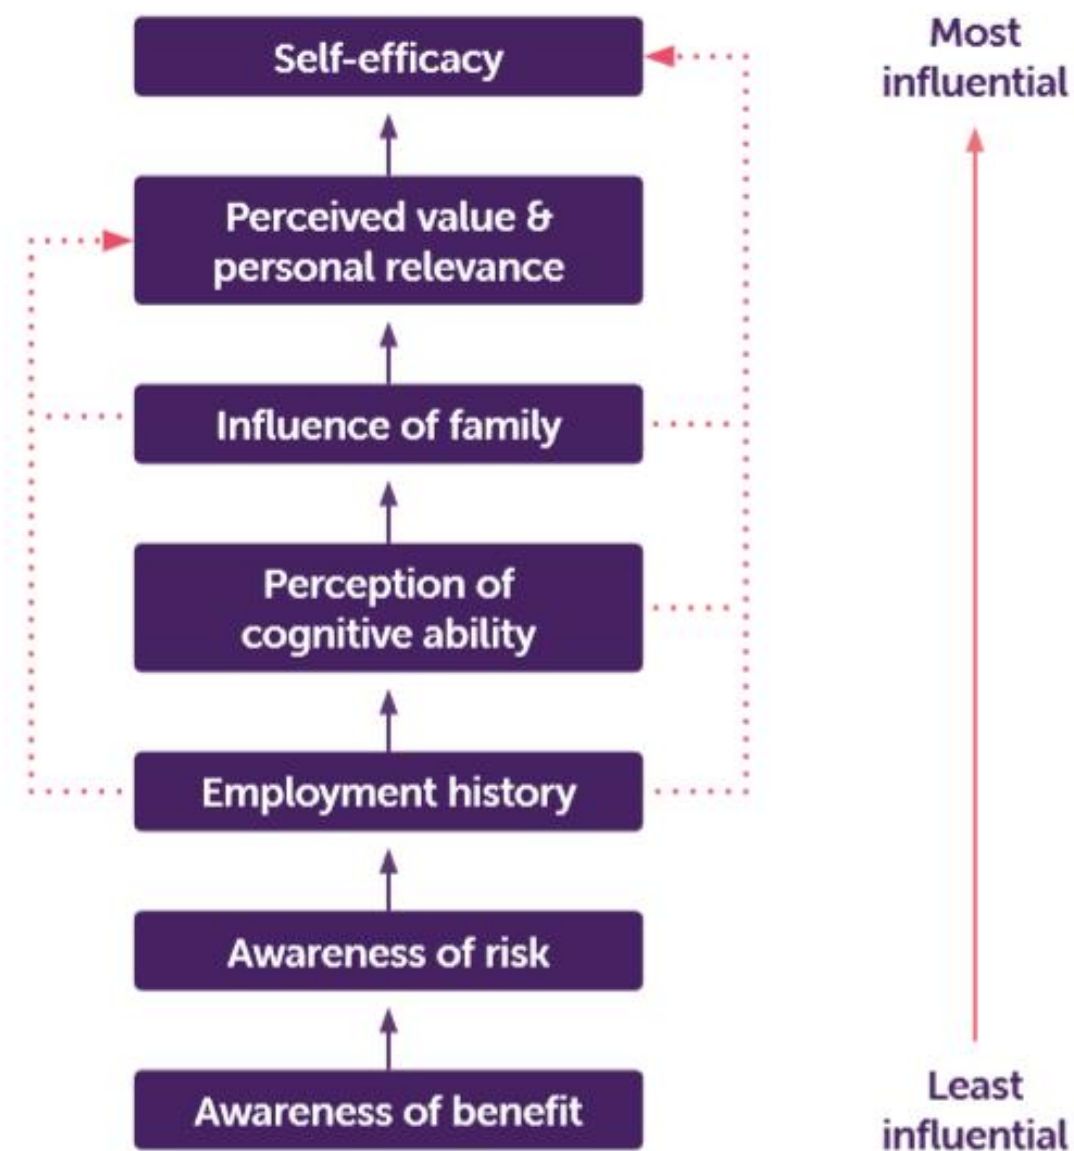 Self-efficacy
Most
influential
Perceived value &
personal relevance
Influence of family
Perception of
cognitive ability
Employment history
Awareness of risk
Awareness of benefit
Least
influential